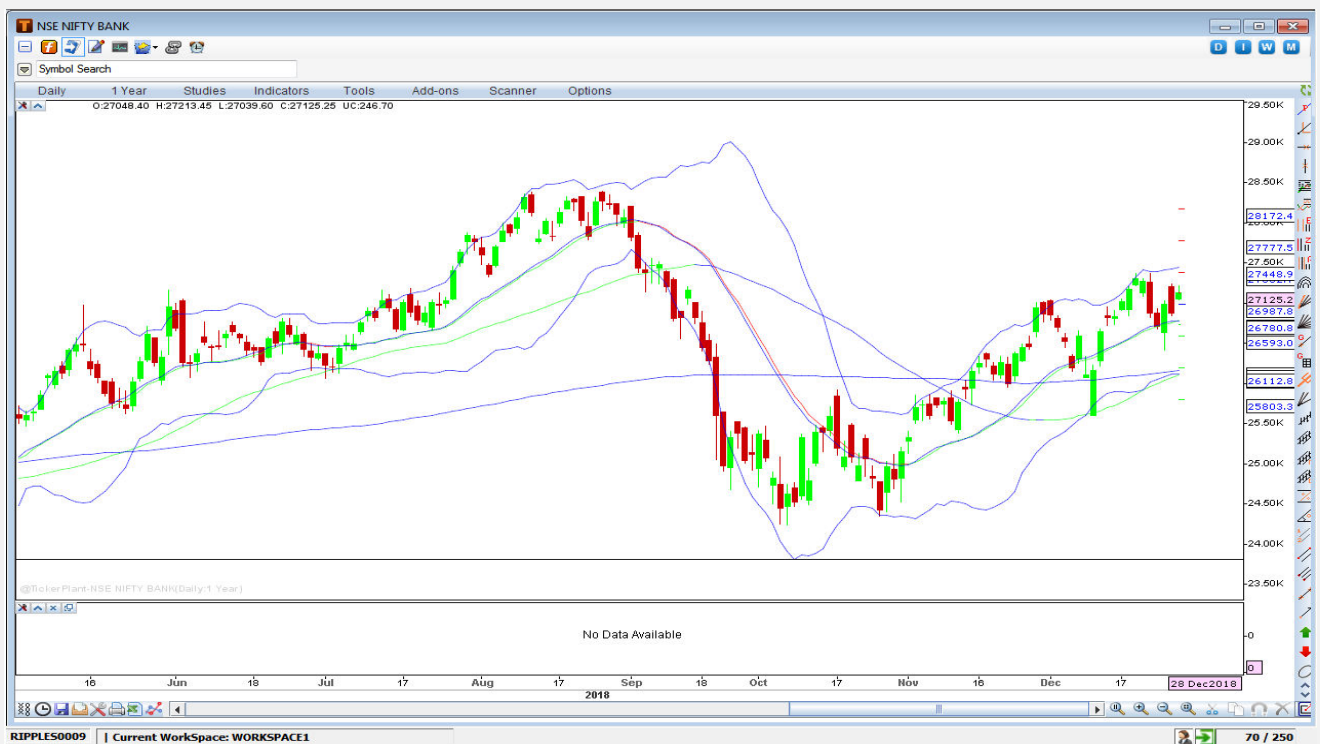 NSE NIFTY BANK
D I W M
Symbol Search
Daily 1 Year Studies Indicators Tools Add-ons Scanner Options
O:27048.40 H:27213.45 L:27039.60 C:27125.25 UC:246.70
29.50K
29.00K
28.50K
28172.4
27777.5
27.50K
27448.9
27125.2
26987.8
26780.8
26593.0
26112.8
25803.3
25.50K
25.00K
24.50K
24.00K
23.50K
@TickerPlant-NSE NIFTY BANK(Daily:1 Year)
No Data Available
0
0
16 Jun 18 Jul 17 Aug 17 Sep 18 Oct 17 Nov 16 Dec 17 28 Dec2018
2018
RIPPLES0009 | Current WorkSpace: WORKSPACE1 70 / 250